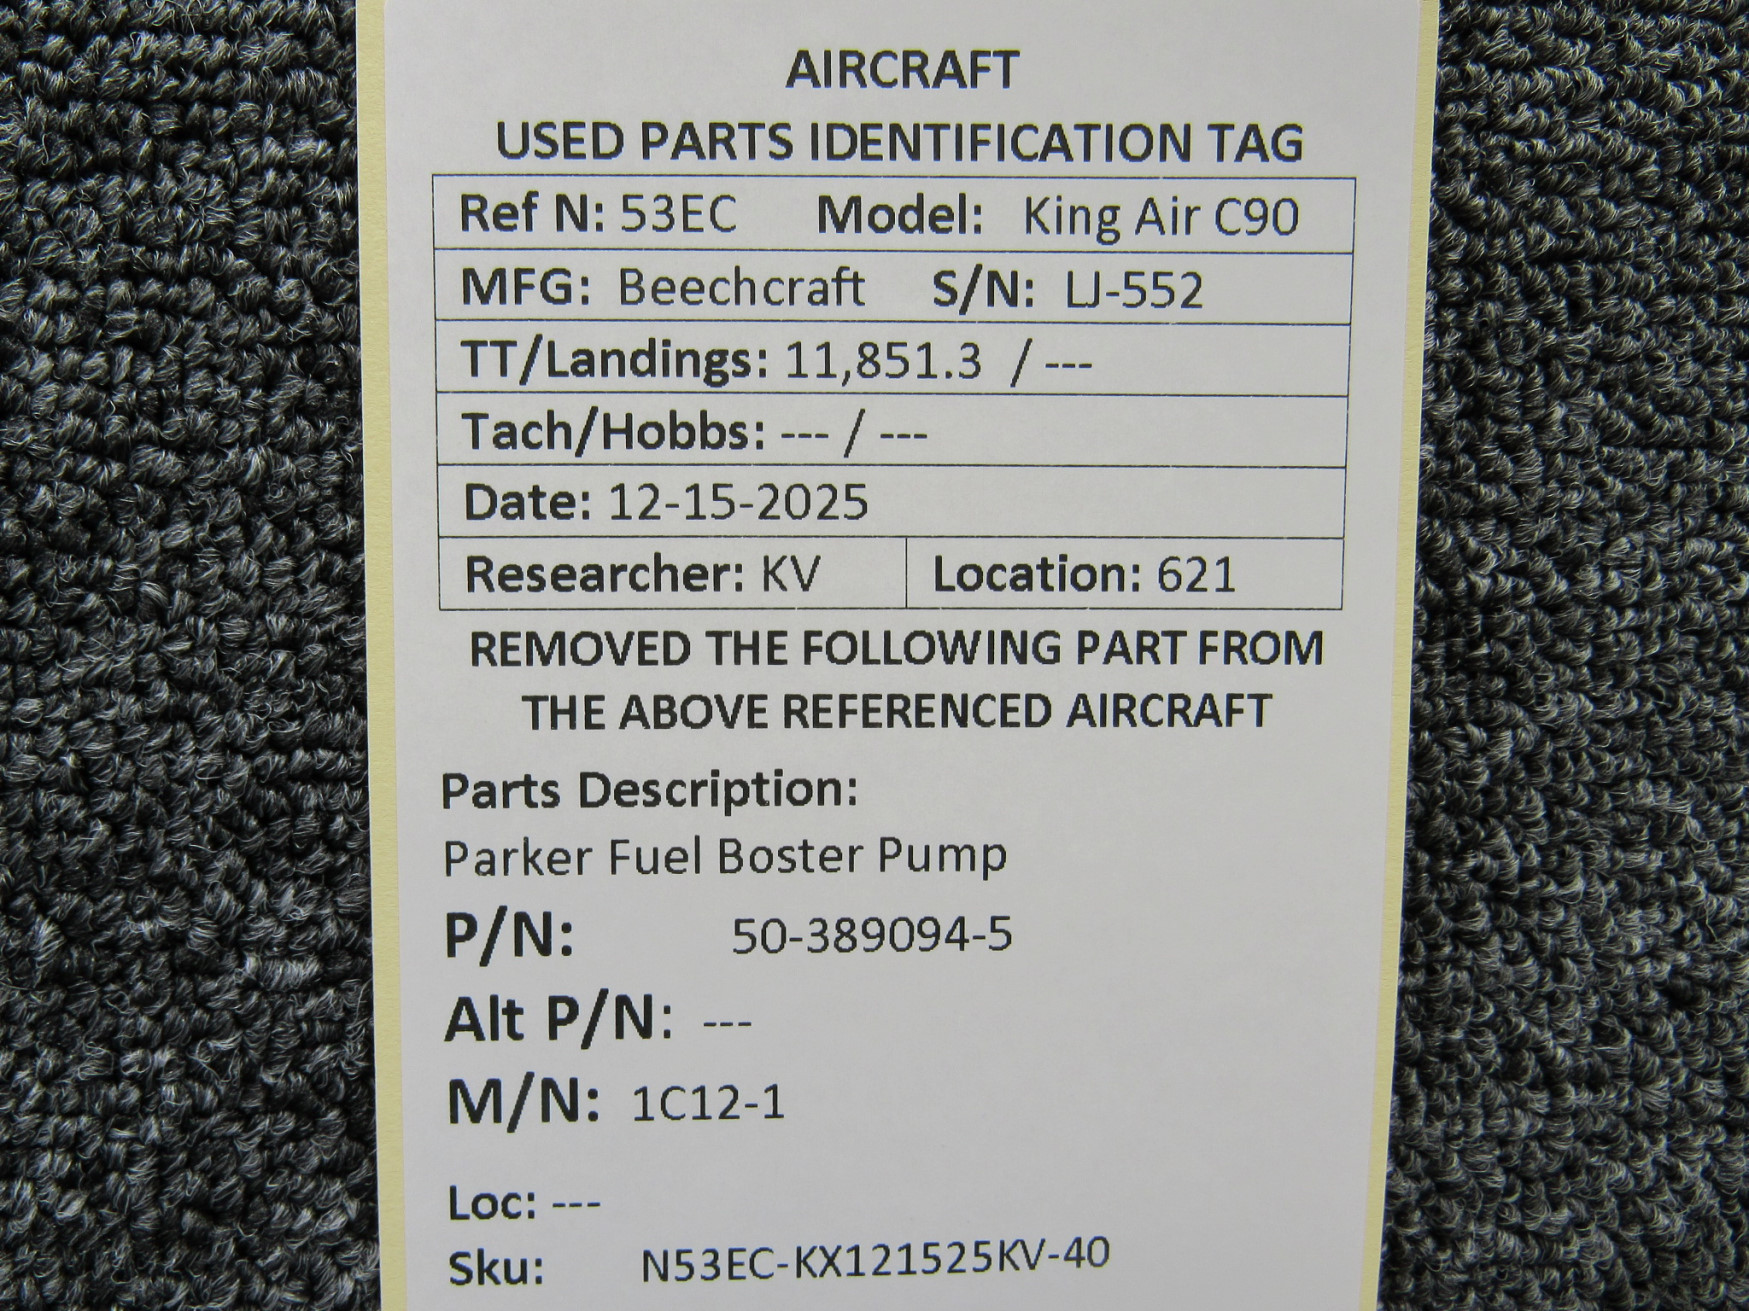 AIRCRAFT
USED PARTS IDENTIFICATION TAG
Ref N: 53EC Model: King Air C90
MFG: Beechcraft S/N: LJ-552
TT/Landings: 11,851.3 / ---
Tach/Hobbs: --- / ---
Date: 12-15-2025
Researcher: KV Location: 621
REMOVED THE FOLLOWING PART FROM
THE ABOVE REFERENCED AIRCRAFT
Parts Description:
Parker Fuel Boster Pump
P/N: 50-389094-5
Alt P/N: ---
M/N: 1C12-1
Loc: ---
Sku: N53EC-KX121525KV-40